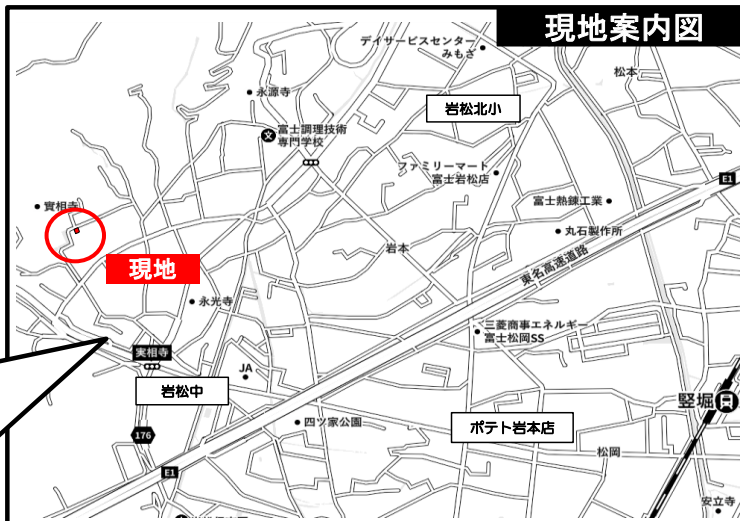 現地案内図
デイサービスセンター
みもざ
松本
永源寺
岩松北小
富士調理技術
専門学校
ファミリーマート
富士岩松店
E1
富士熱錬工業
實相寺
丸石製作所
岩本
東名高速道路
現地
永光寺
三菱商事エネルギー
富士松岡SS
実相寺
JA
岩松中
竪堀
四ツ家公園
ポテト岩本店
176
松岡
E1
安立寺